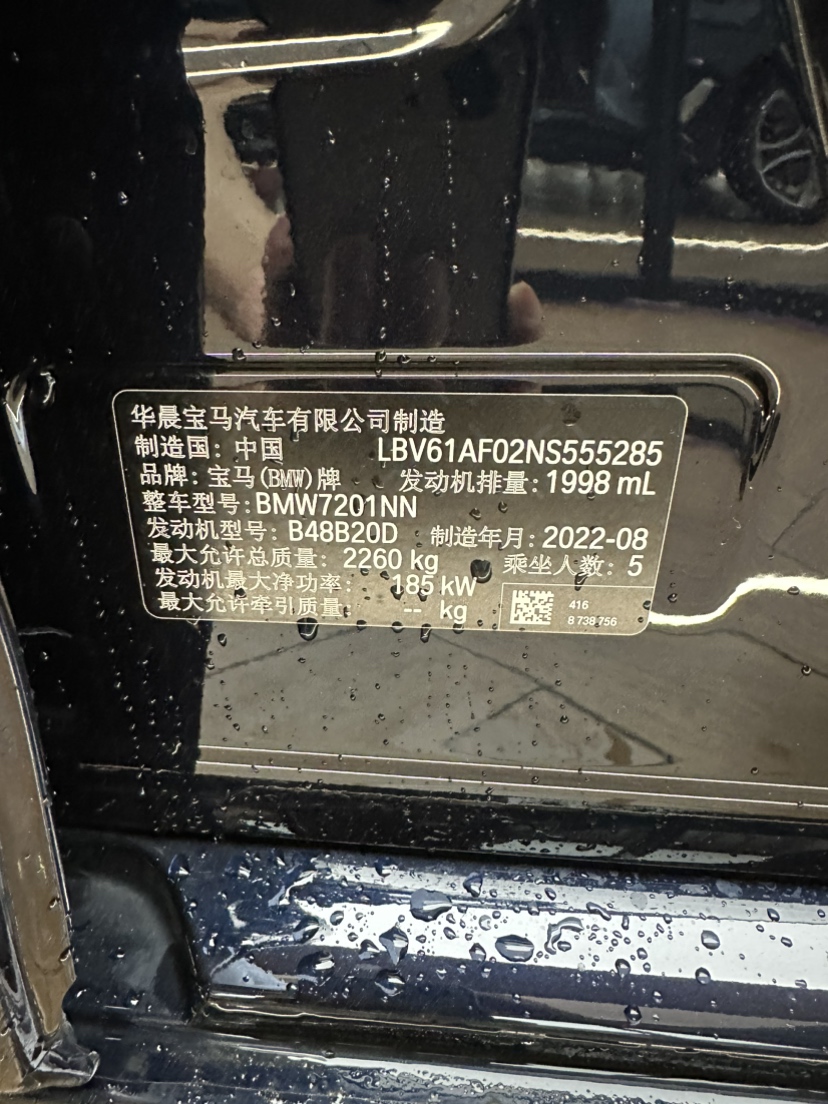 华晨宝马汽车有限公司制造
制造国：中国 LBV61AF02NS555285
品牌：宝马(BMW)牌 发动机排量：1998 mL
整车型号：BMW7201NN
发动机型号：B48B20D 制造年月：2022-08
最大允许总质量：2260 kg 乘坐人数：5
发动机最大净功率：185 kW
最大允许牵引质量：-- kg
416
8 738 756